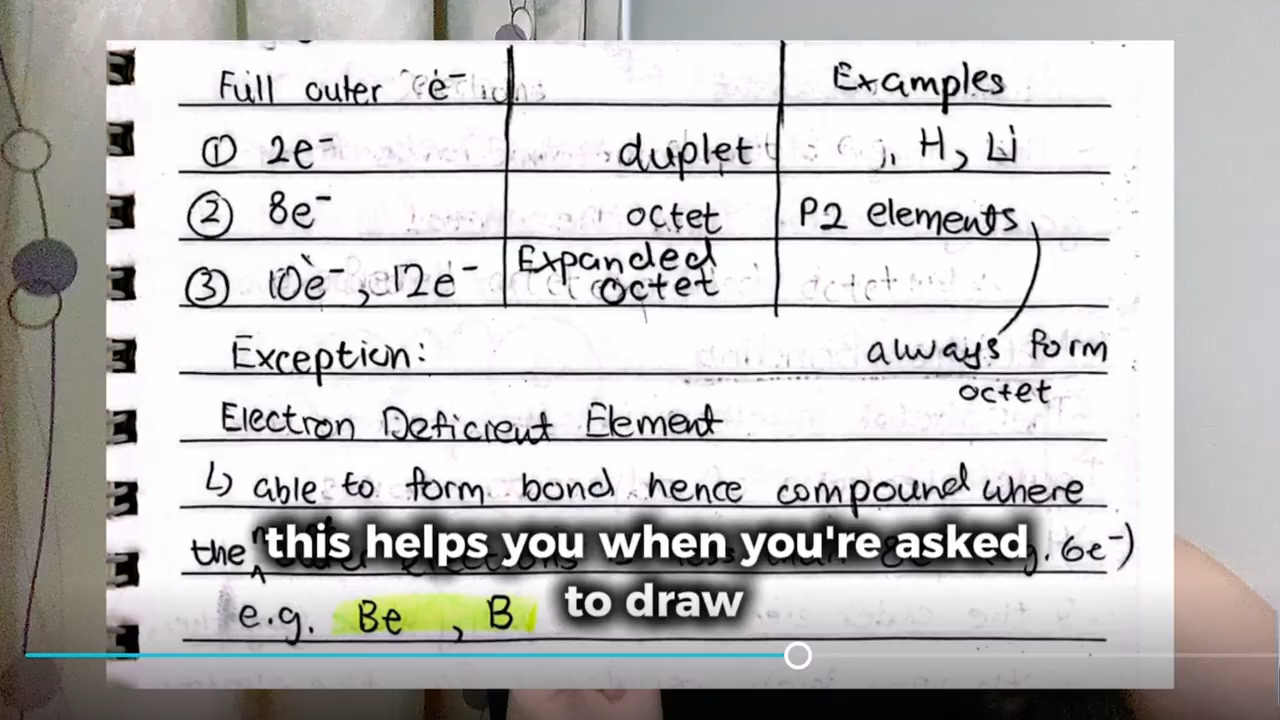 Full outer e⁻ Examples
① 2e⁻ duplet H, Li
② 8e⁻ octet P2 elements
③ 10e⁻, 12e⁻ Expanded octet
Exception: always form octet
Electron Deficient Element
↳ able to form bond hence compound where
the 6e⁻)
this helps you when you're asked
to draw
e.g. Be, B